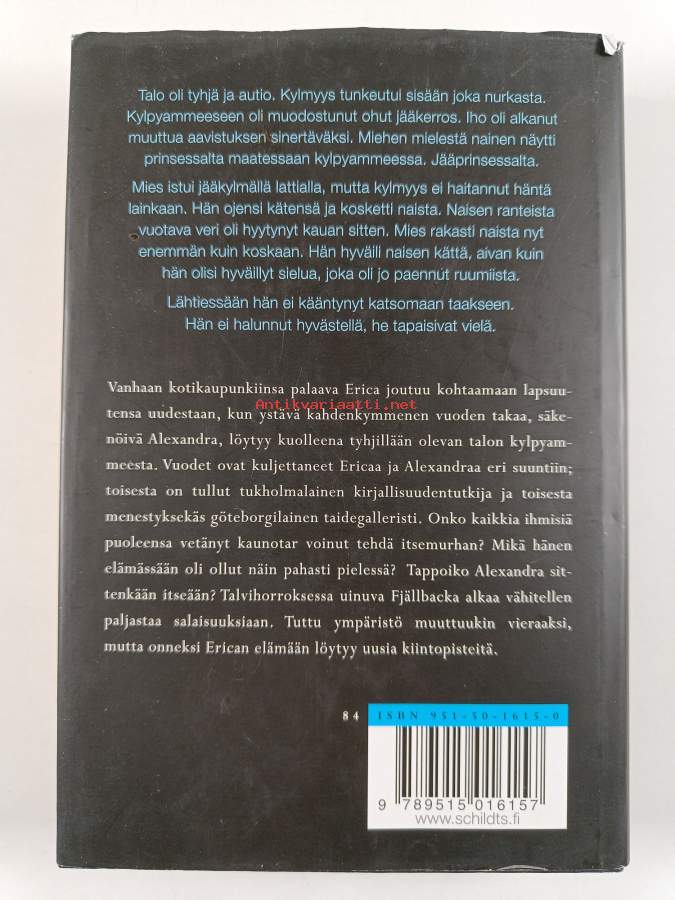 Talo oli tyhjä ja autio. Kylmyys tunkeutui sisään joka nurkasta.
Kylpyammeeseen oli muodostunut ohut jääkerros. Iho oli alkanut
muuttua aavistuksen sinertäväksi. Miehen mielestä nainen näytti
prinsessalta maatessaan kylpyammeessa. Jääprinsessalta.
Mies istui jääkylmällä lattialla, mutta kylmyys ei haitannut häntä
lainkaan. Hän ojensi kätensä ja kosketti naista. Naisen ranteista
vuotava veri oli hyytynyt kauan sitten. Mies rakasti naista nyt
enemmän kuin koskaan. Hän hyväili naisen kättä, aivan kuin
hän olisi hyväillyt sielua, joka oli jo paennut ruumiista.
Lähtiessään hän ei kääntynyt katsomaan taakseen.
Hän ei halunnut hyvästellä, he tapaisivat vielä.
Vanhaan kotikaupunkiinsa palaava Erica joutuu kohtaamaan lapsuu-
tensa uudestaan, kun ystävä kahdenkymmenen vuoden takaa, säke-
Antikvariaatti.net
nöivä Alexandra, löytyy kuolleena tyhjillään olevan talon kylpyam-
meesta. Vuodet ovat kuljettaneet Ericaa ja Alexandraa eri suuntiin;
toisesta on tullut tukholmalainen kirjallisuudentutkija ja toisesta
menestyksekäs göteborgilainen taidegalleristi. Onko kaikkia ihmisiä
puoleensa vetänyt kaunotar voinut tehdä itsemurhan? Mikä hänen
elämässään oli ollut näin pahasti pielessä? Tappoiko Alexandra sit-
tenkään itseään? Talvihorroksessa uinuva Fjällbacka alkaa vähitellen
paljastaa salaisuuksiaan. Tuttu ympäristö muuttuukin vieraaksi,
mutta onneksi Erican elämään löytyy uusia kiintopisteitä.
84 ISBN 951-50-1615-0
9 789515 016157
www.schildts.fi